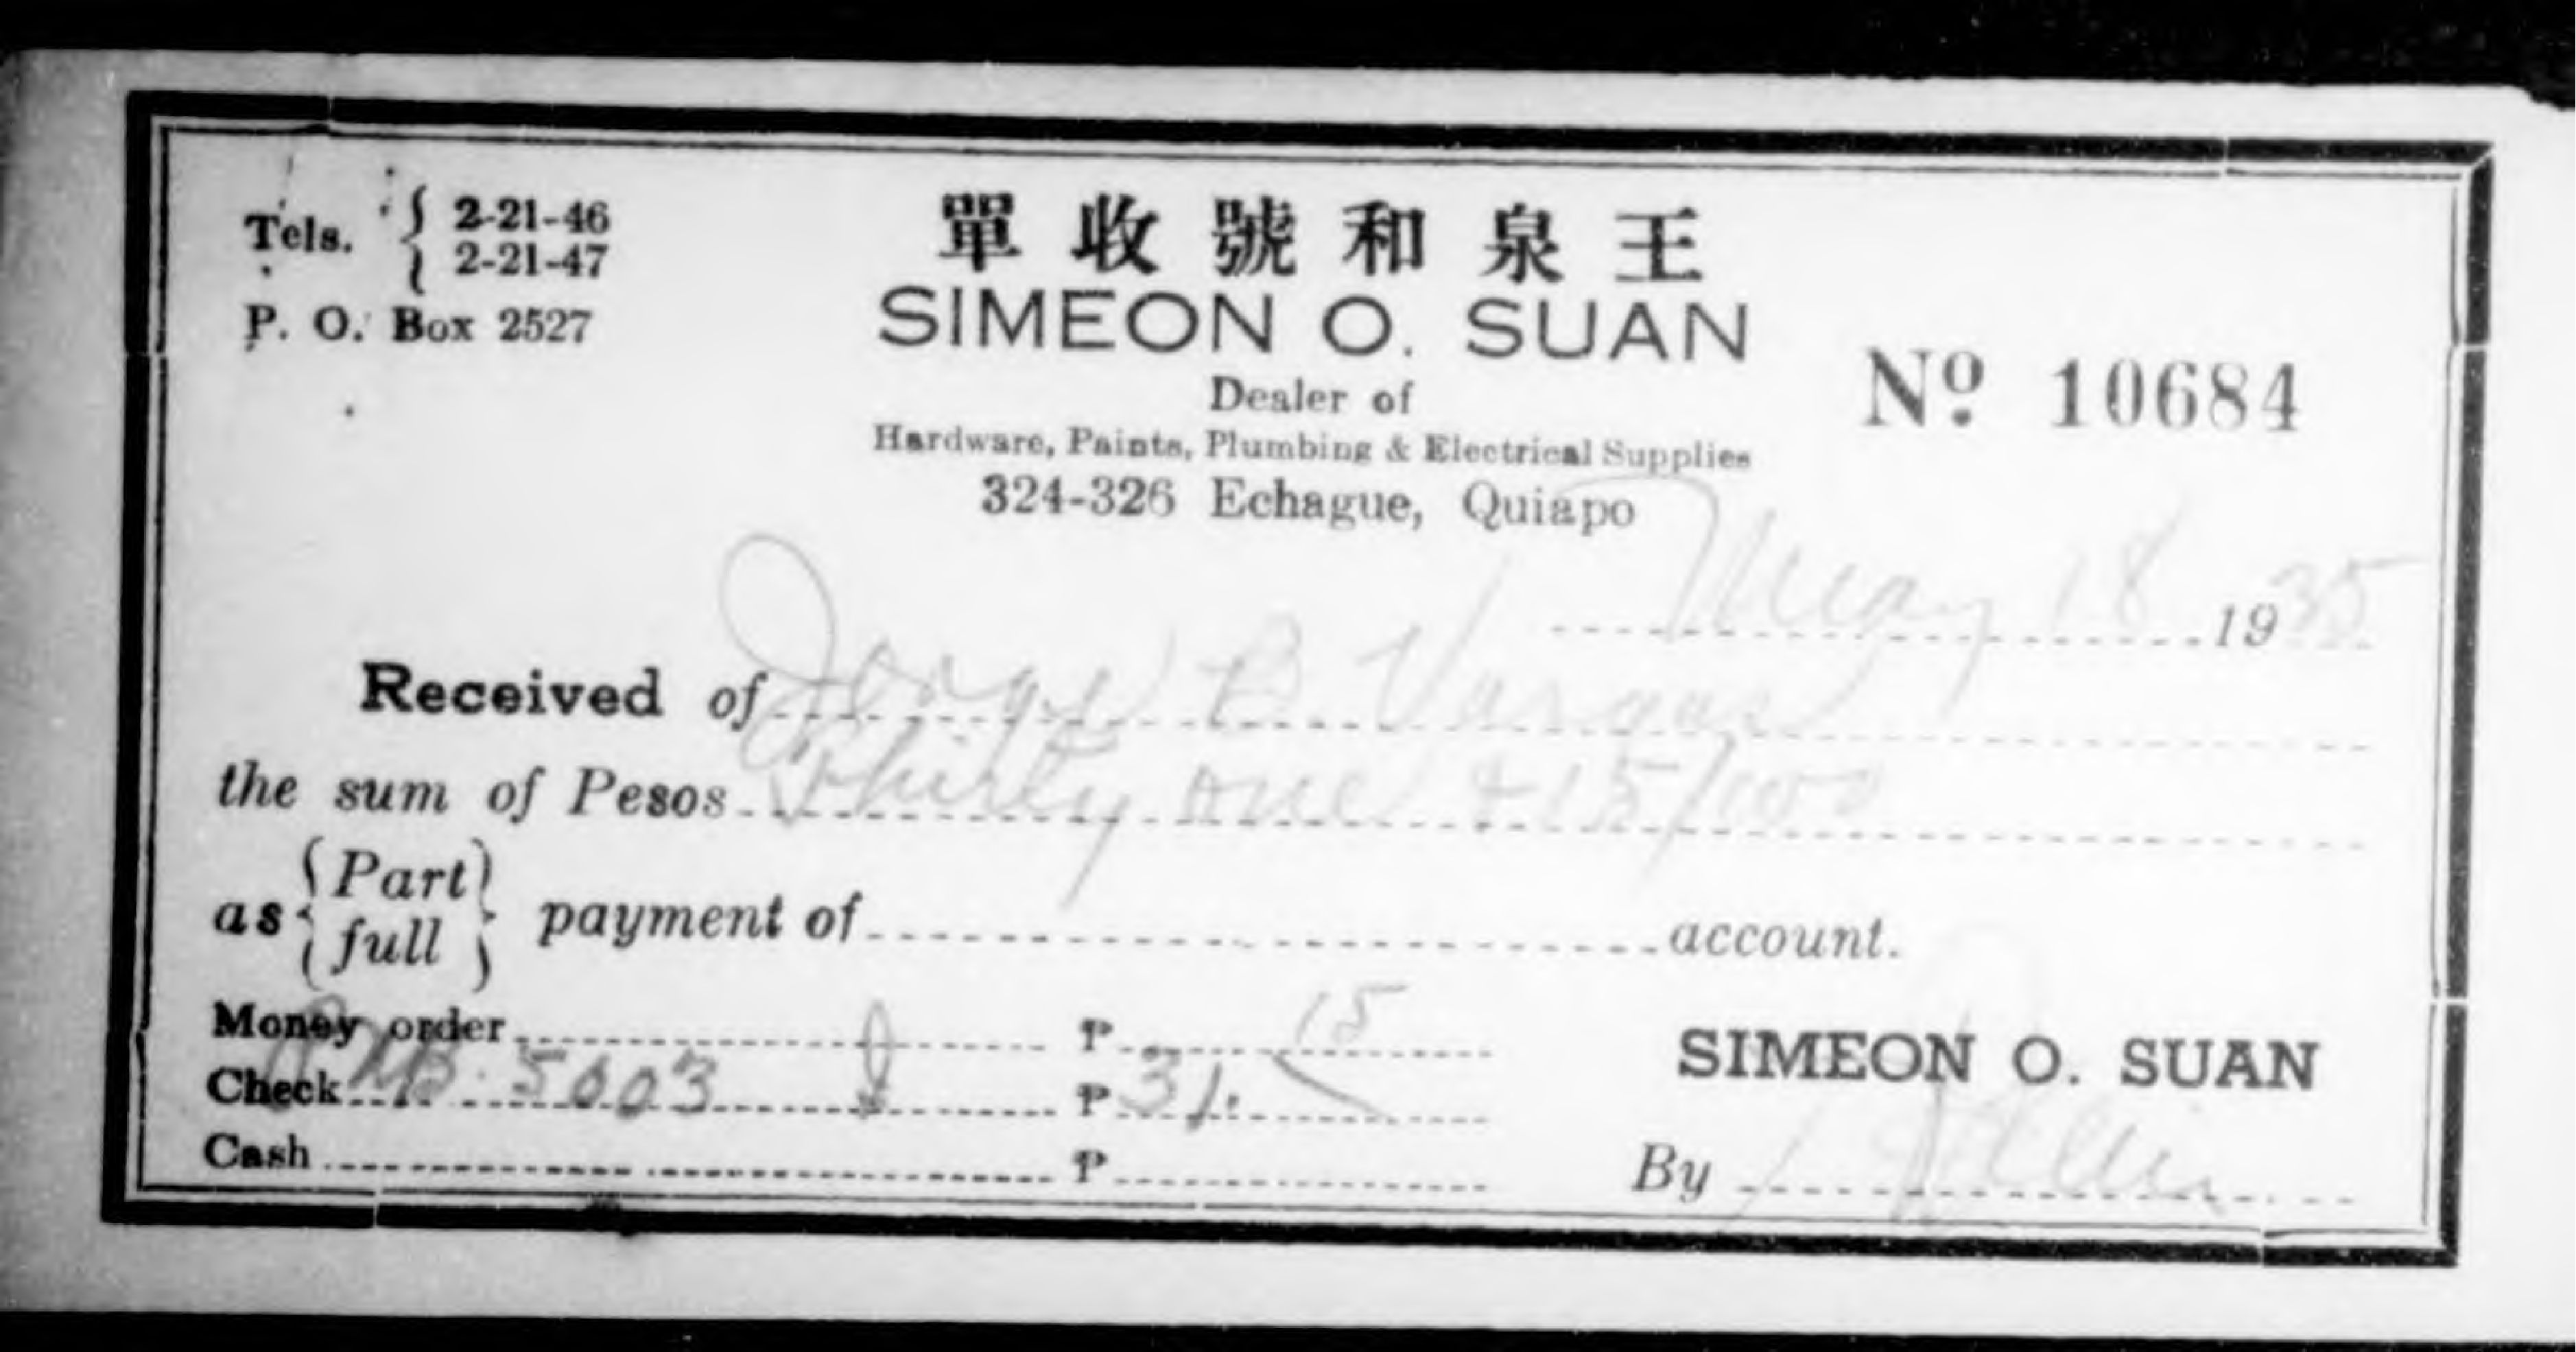 Tels. { 2-21-46
{ 2-21-47
P. O. Box 2527
單收號和泉王
SIMEON O. SUAN
Dealer of
Hardware, Paints, Plumbing & Electrical Supplies
324-326 Echague, Quiapo
Nº 10684
May 18 1935
Received of Jorge B. Vargas
the sum of Pesos Thirty one & 15/100
as { Part full } payment of account.
Money order ₱
Check 5003 ₱ 31. 15
Cash ₱
SIMEON O. SUAN
By